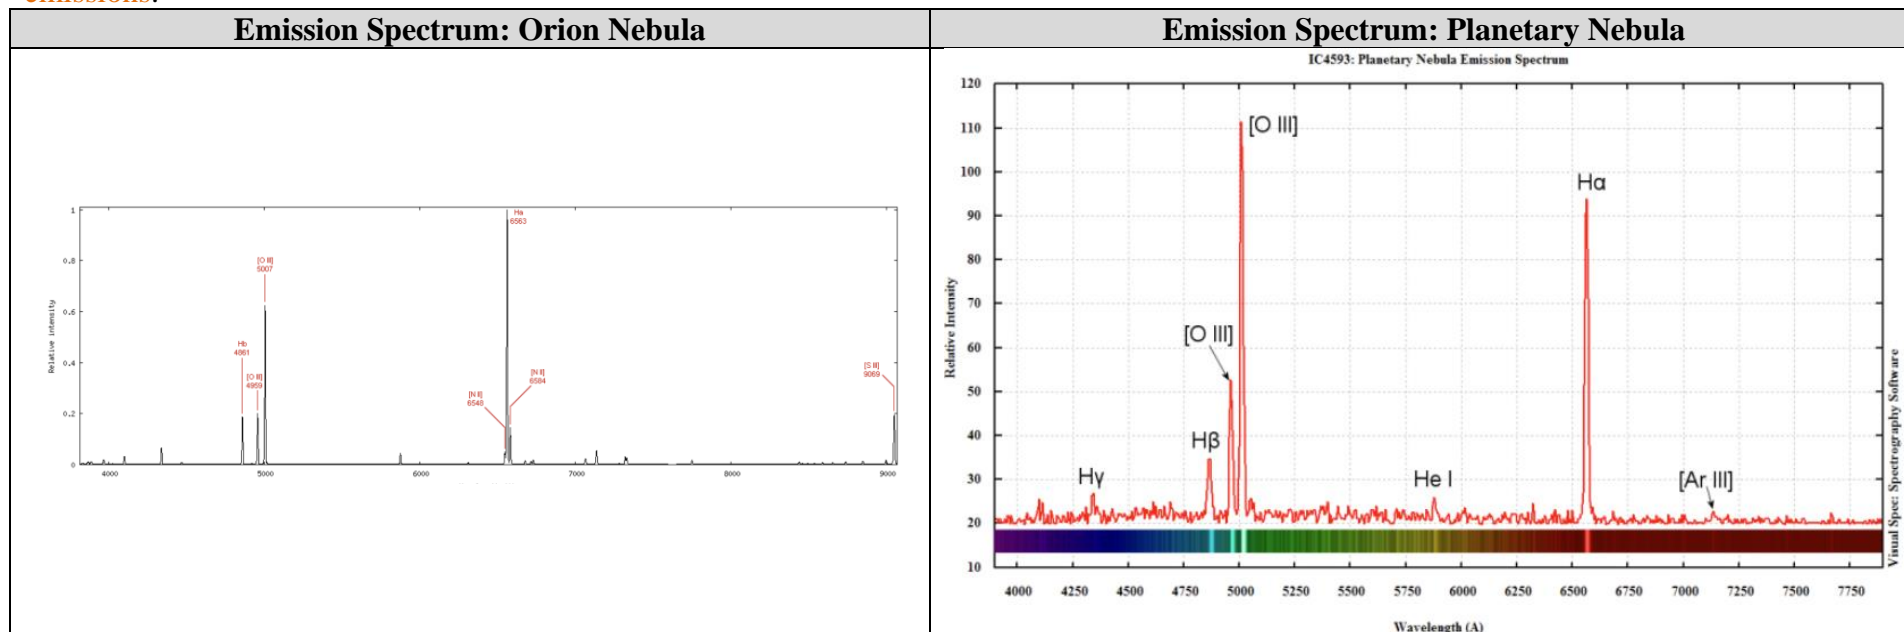 emissions.
Emission Spectrum: Orion Nebula
Emission Spectrum: Planetary Nebula
Relative intensity
1
0.8
0.6
0.4
0.2
0
4000
5000
6000
7000
8000
9000
Hb
4861
[O III]
4959
[O III]
5007
[N II]
6548
Ha
6563
[N II]
6584
[S III]
9069
IC4593: Planetary Nebula Emission Spectrum
Relative Intensity
120
110
100
90
80
70
60
50
40
30
20
10
Hγ
Hβ
[O III]
[O III]
He I
Hα
[Ar III]
4000
4250
4500
4750
5000
5250
5500
5750
6000
6250
6500
6750
7000
7250
7500
7750
Wavelength (A)
Visual Spec: Spectrography Software